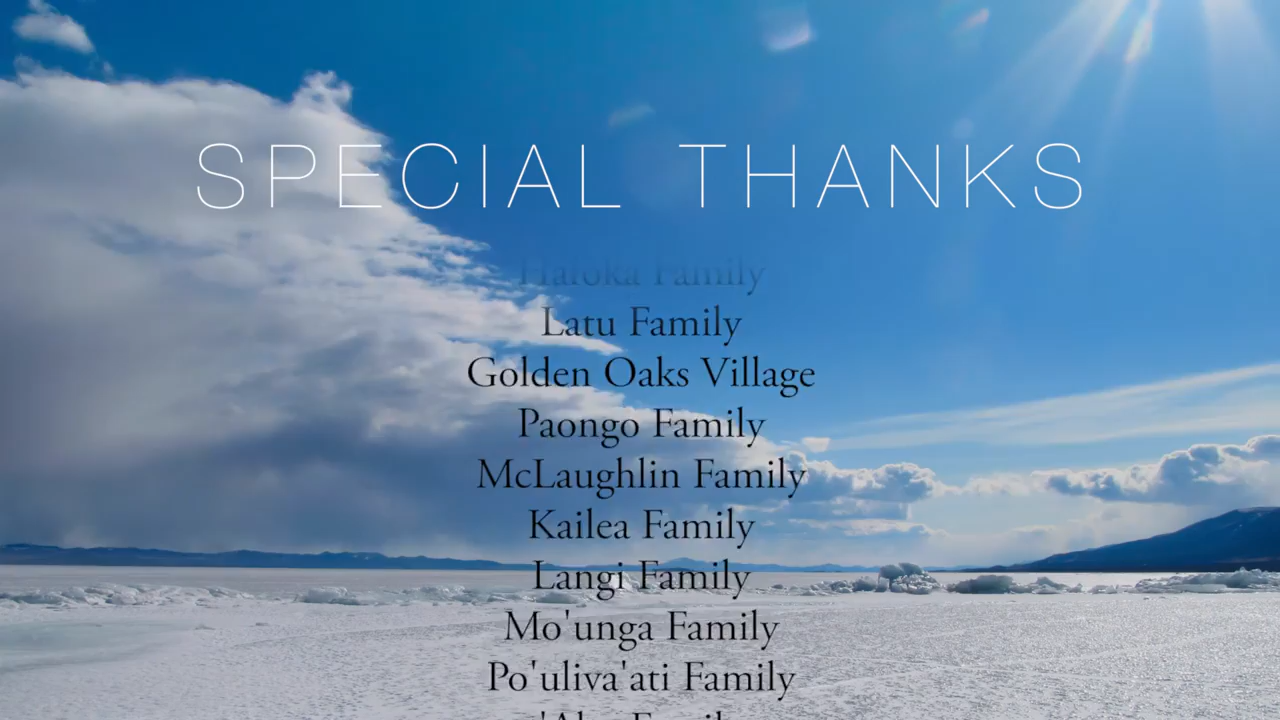 SPECIAL THANKS
Family
Latu Family
Golden Oaks Village
Paongo Family
McLaughlin Family
Kailea Family
Langi Family
Mo'unga Family
Po'uliva'ati Family